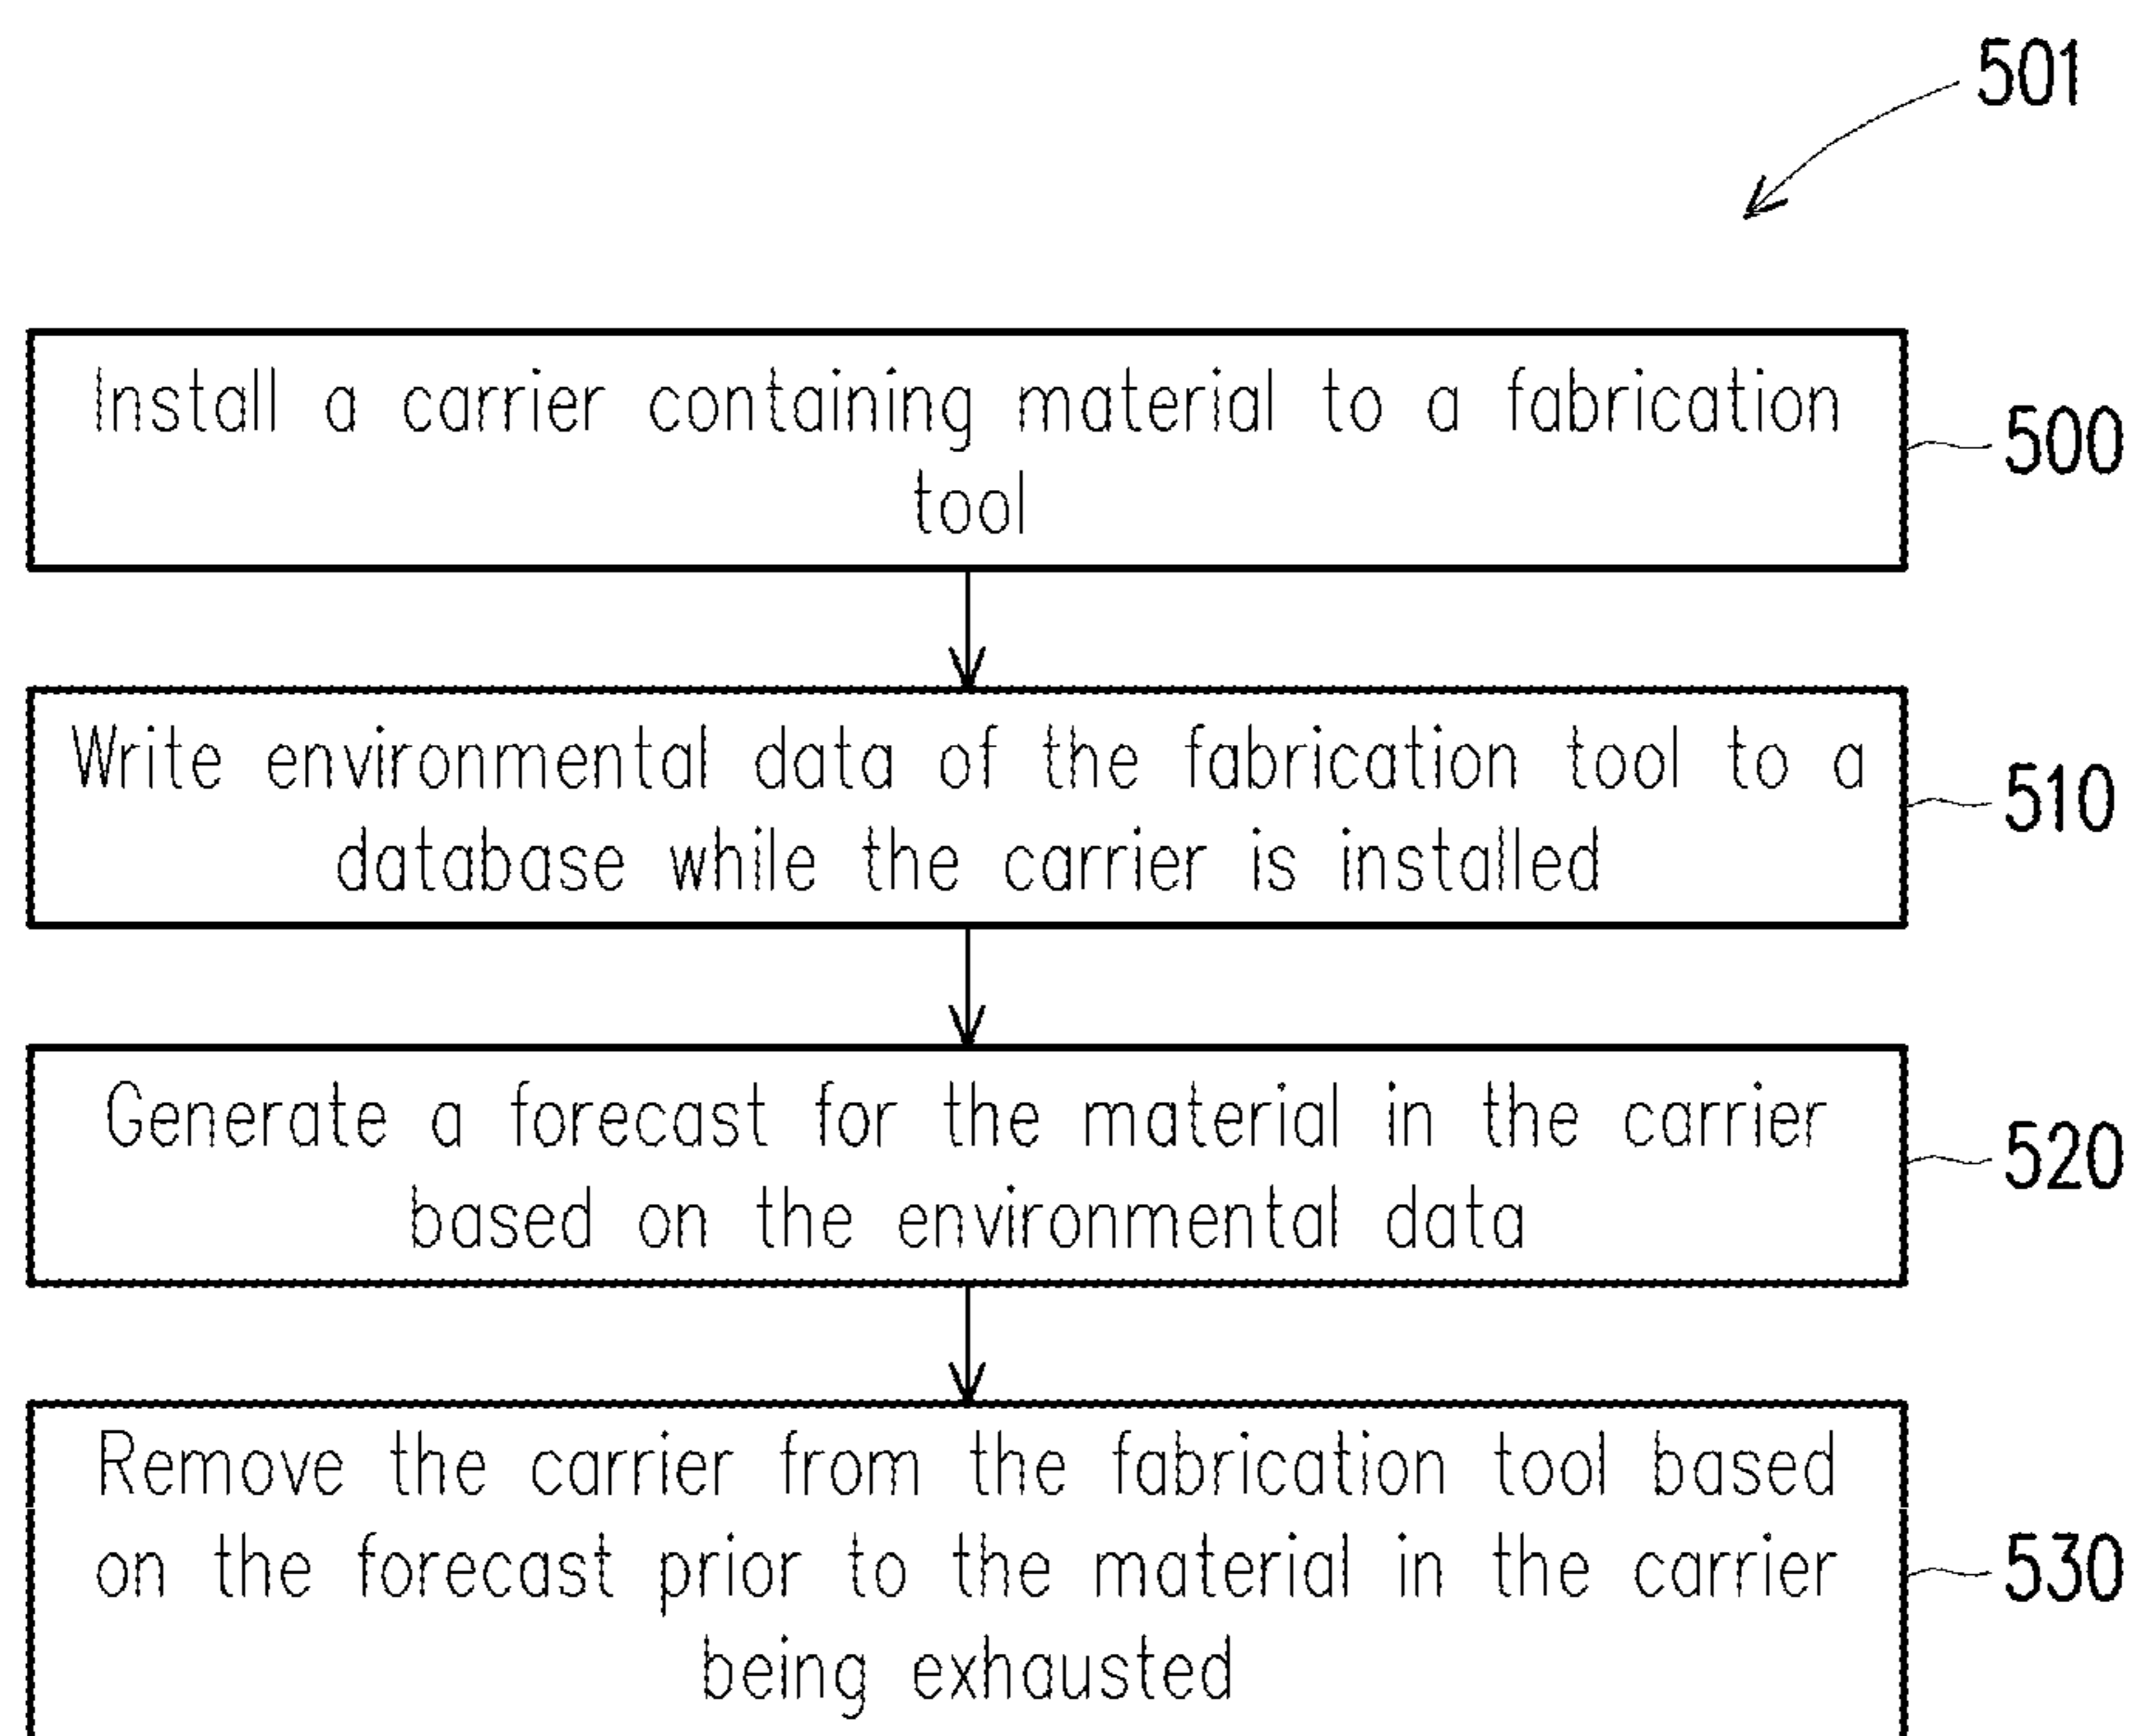 501
Install a carrier containing material to a fabrication
tool
500
Write environmental data of the fabrication tool to a
database while the carrier is installed
510
Generate a forecast for the material in the carrier
based on the environmental data
520
Remove the carrier from the fabrication tool based
on the forecast prior to the material in the carrier
being exhausted
530